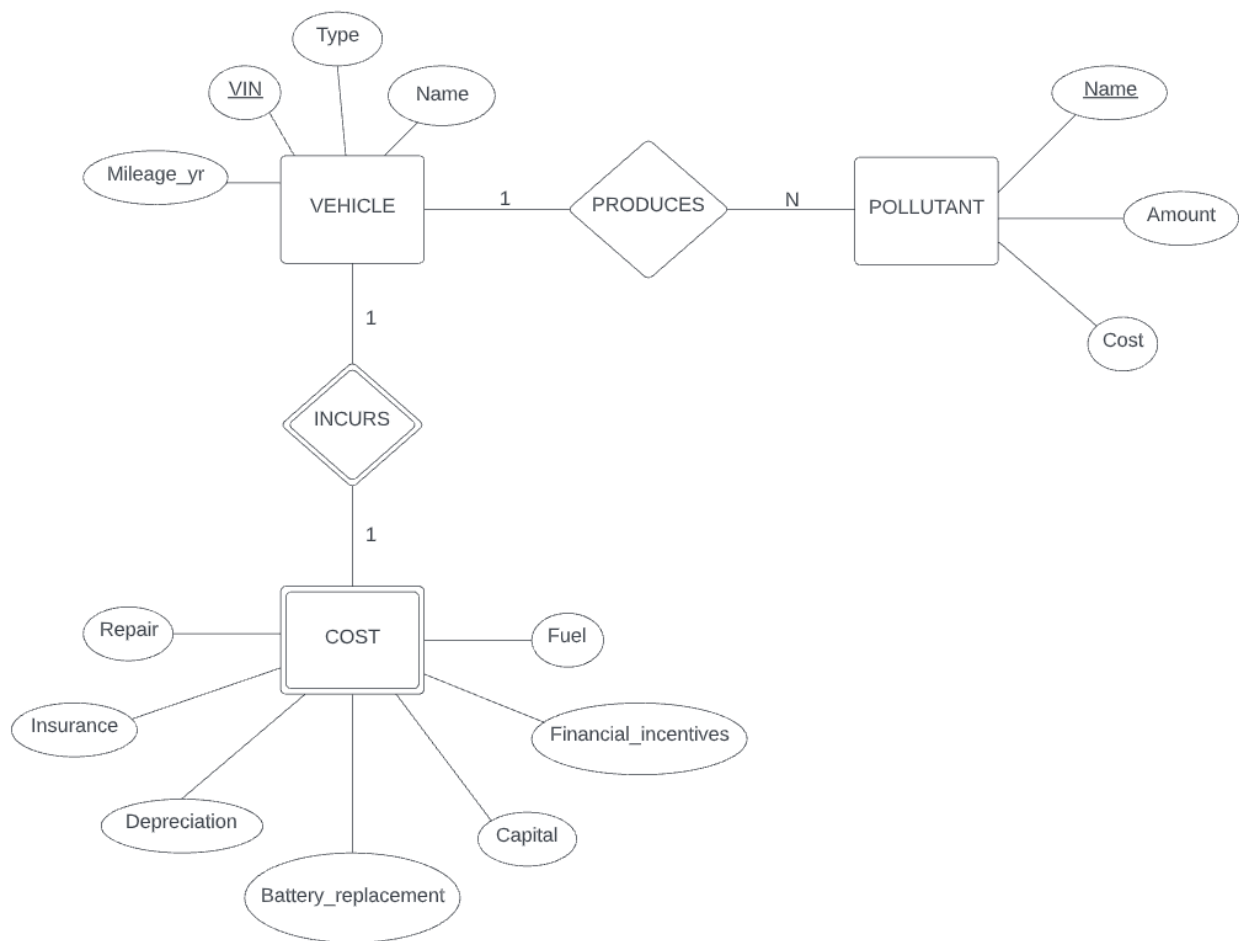 Type
VIN
Name
Name
Mileage_yr
VEHICLE
1
PRODUCES
N
POLLUTANT
Amount
1
Cost
INCURS
1
Repair
COST
Fuel
Insurance
Financial_incentives
Depreciation
Capital
Battery_replacement